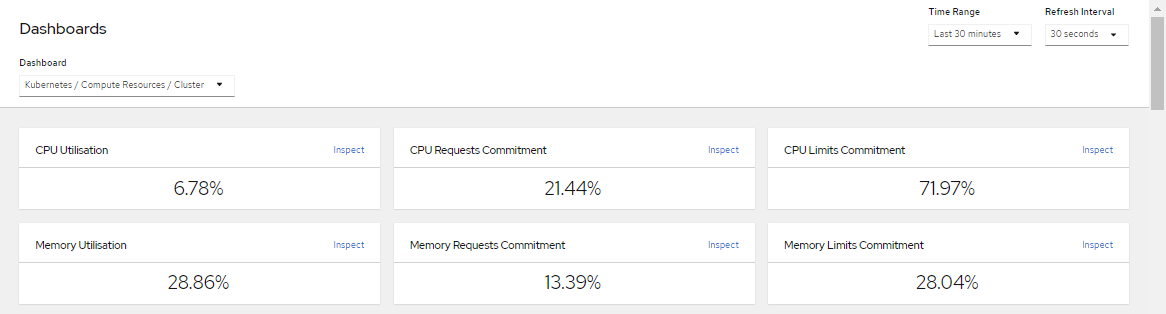 Dashboards
Time Range
Refresh Interval
Last 30 minutes
30 seconds
Dashboard
Kubernetes / Compute Resources / Cluster
CPU Utilisation
Inspect
CPU Requests Commitment
Inspect
CPU Limits Commitment
Inspect
6.78%
21.44%
71.97%
Memory Utilisation
Inspect
Memory Requests Commitment
Inspect
Memory Limits Commitment
Inspect
28.86%
13.39%
28.04%